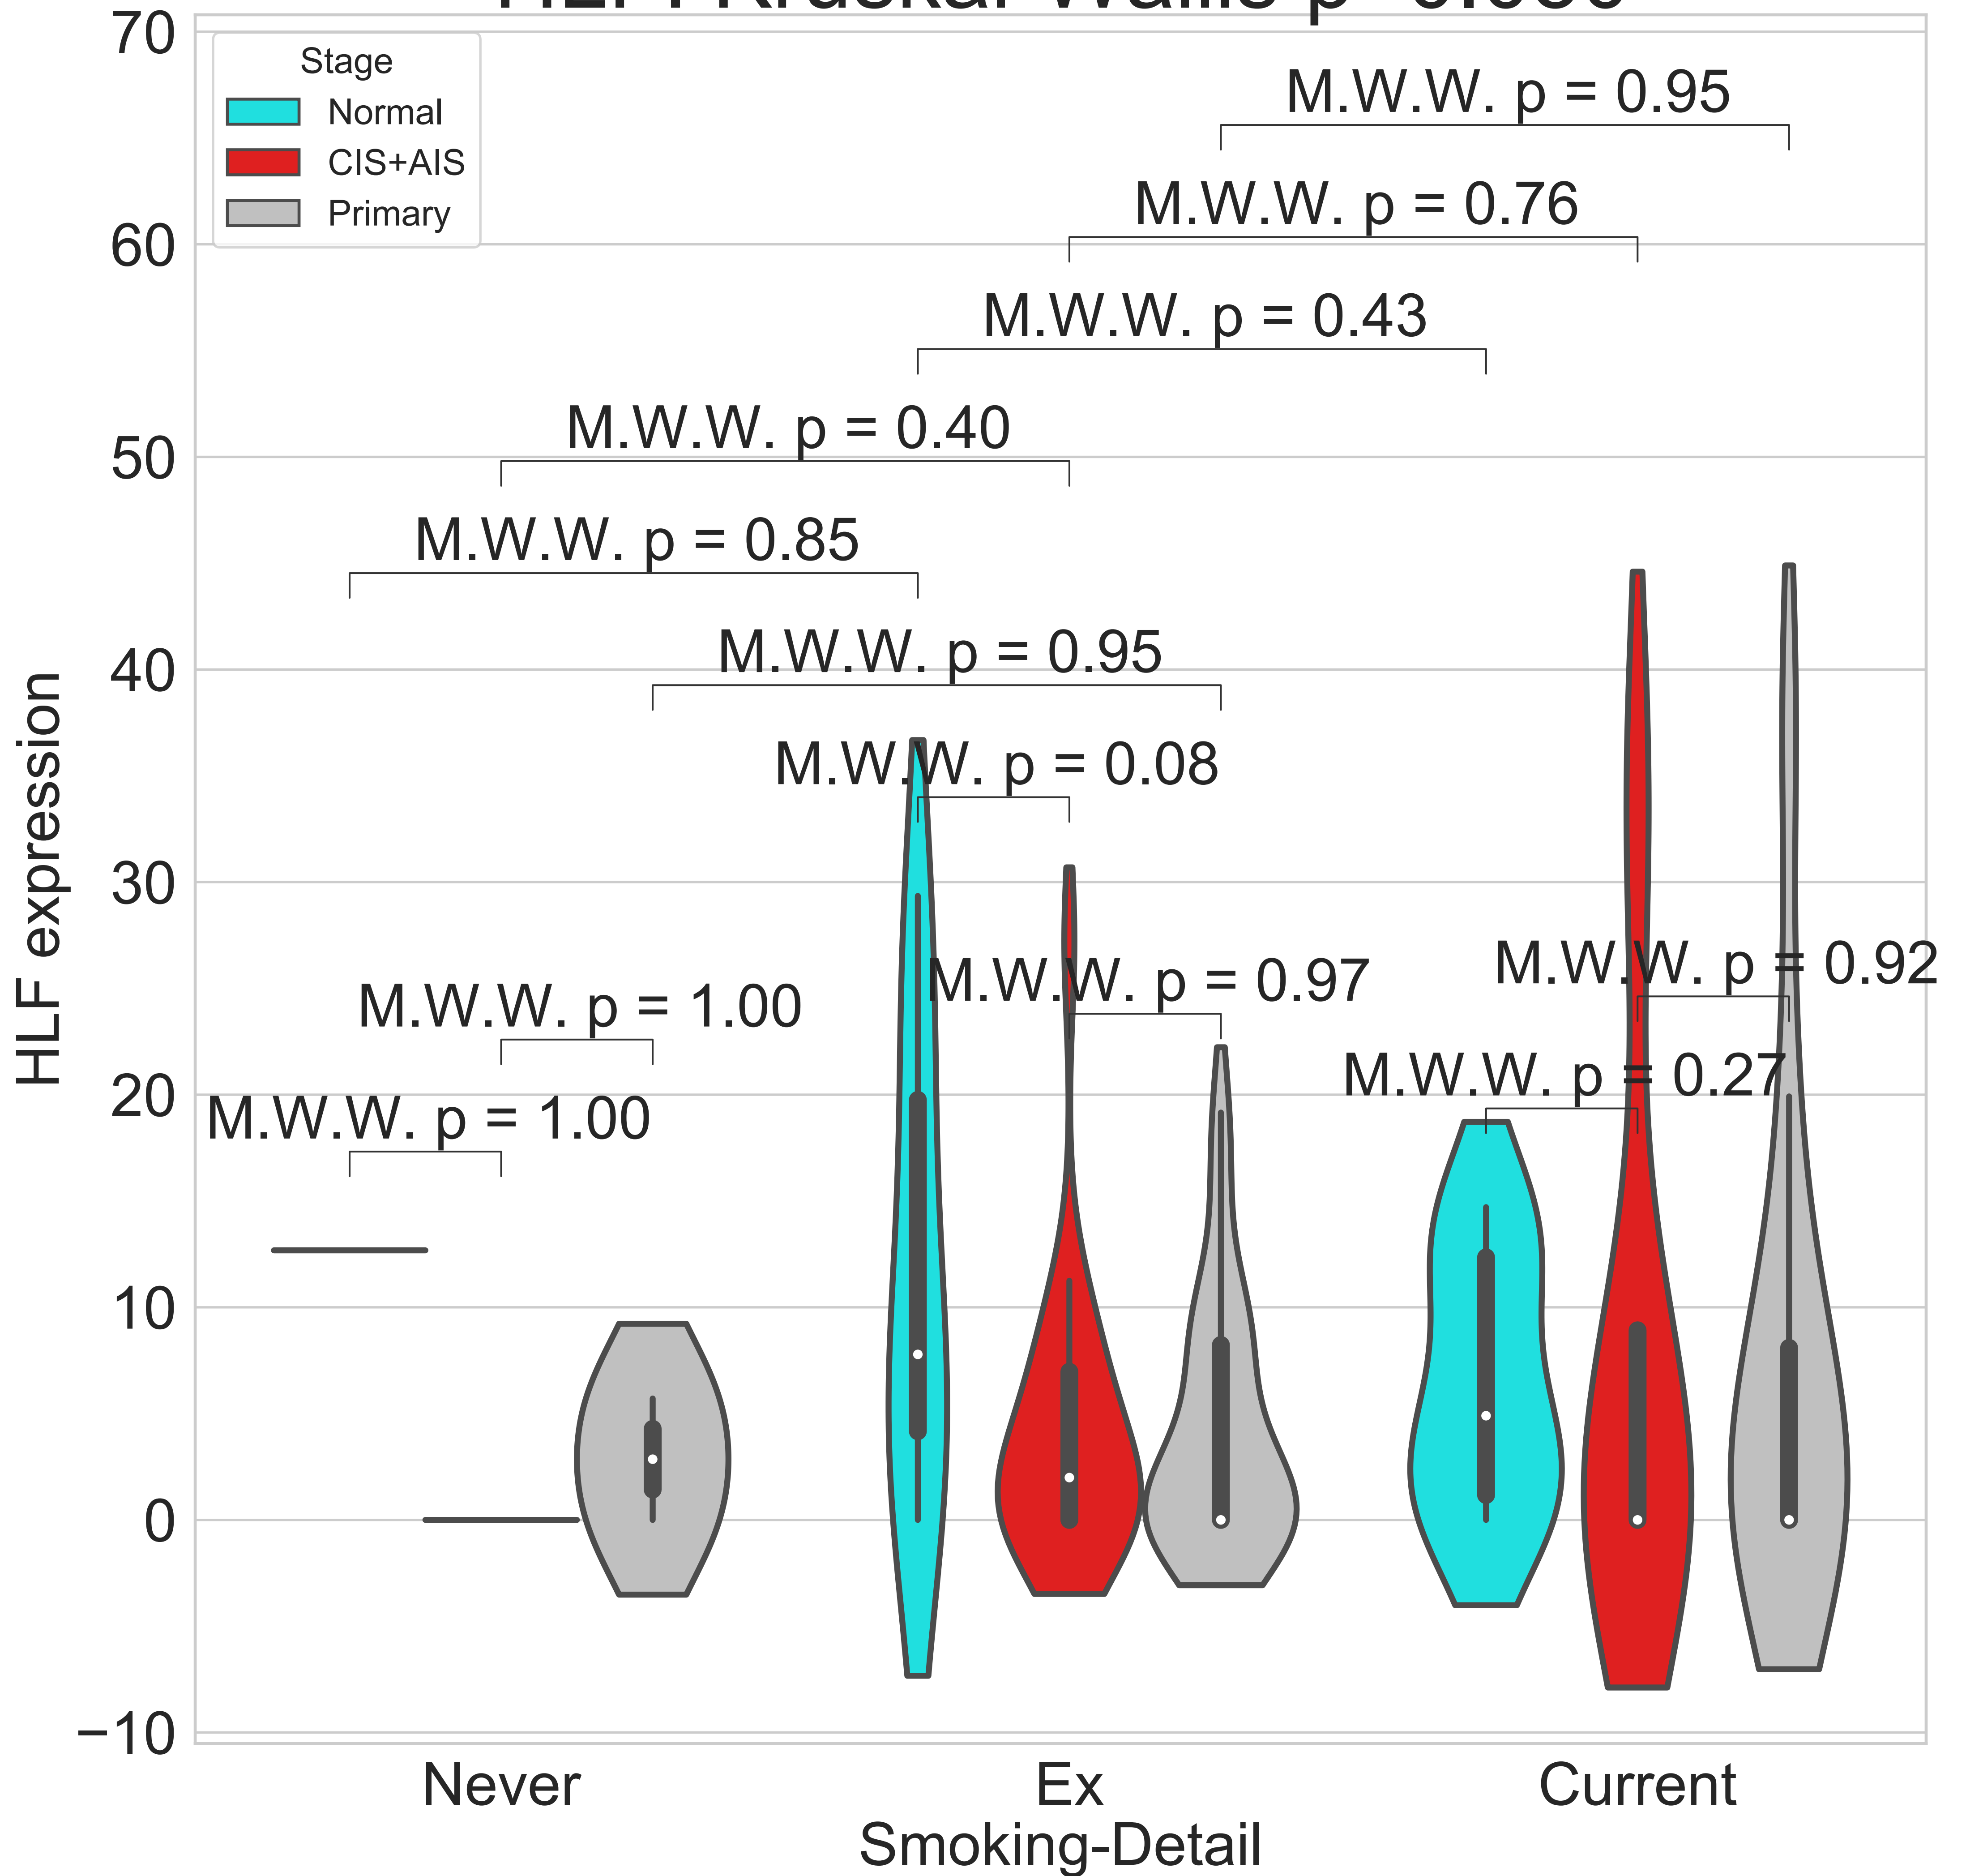 70
Stage
Normal
CIS+AIS
Primary
M.W.W. p = 0.95
M.W.W. p = 0.76
60
M.W.W. p = 0.43
M.W.W. p = 0.40
50
M.W.W. p = 0.85
M.W.W. p = 0.95
40
M.W.W. p = 0.08
30
M.W.W. p = 0.97
M.W.W. p = 0.92
M.W.W. p = 1.00
M.W.W. p = 0.27
20
M.W.W. p = 1.00
10
0
−10
HLF expression
Never
Ex
Current
Smoking-Detail